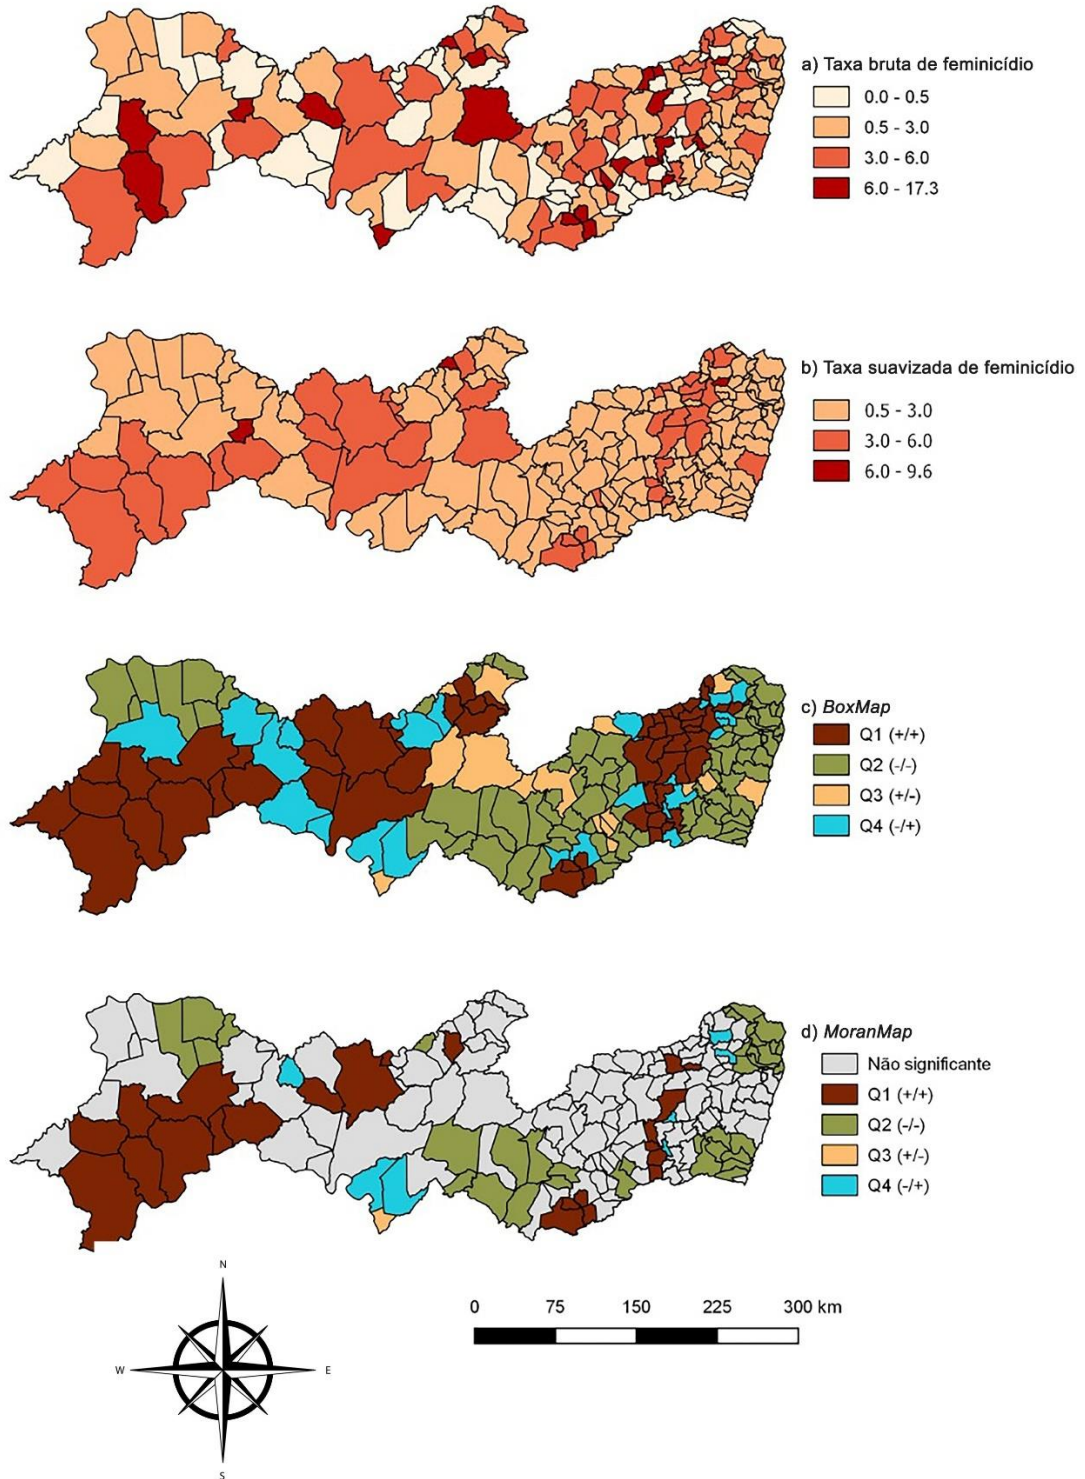 a) Taxa bruta de feminicídio
0.0 - 0.5
0.5 - 3.0
3.0 - 6.0
6.0 - 17.3
b) Taxa suavizada de feminicídio
0.5 - 3.0
3.0 - 6.0
6.0 - 9.6
c) BoxMap
Q1 (+/+)
Q2 (-/-)
Q3 (+/-)
Q4 (-/+)
d) MoranMap
Não significante
Q1 (+/+)
Q2 (-/-)
Q3 (+/-)
Q4 (-/+)
N
W E
S
0 75 150 225 300 km